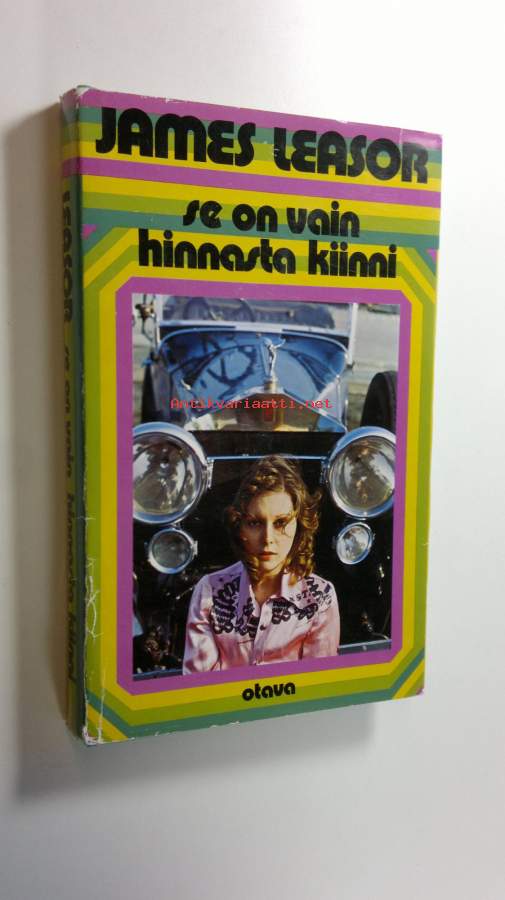 JAMES LEASOR
se on vain
hinnasta kiinni
Antikvariaatti.net
otava
LEASOR se on vain hinnasta kiinni